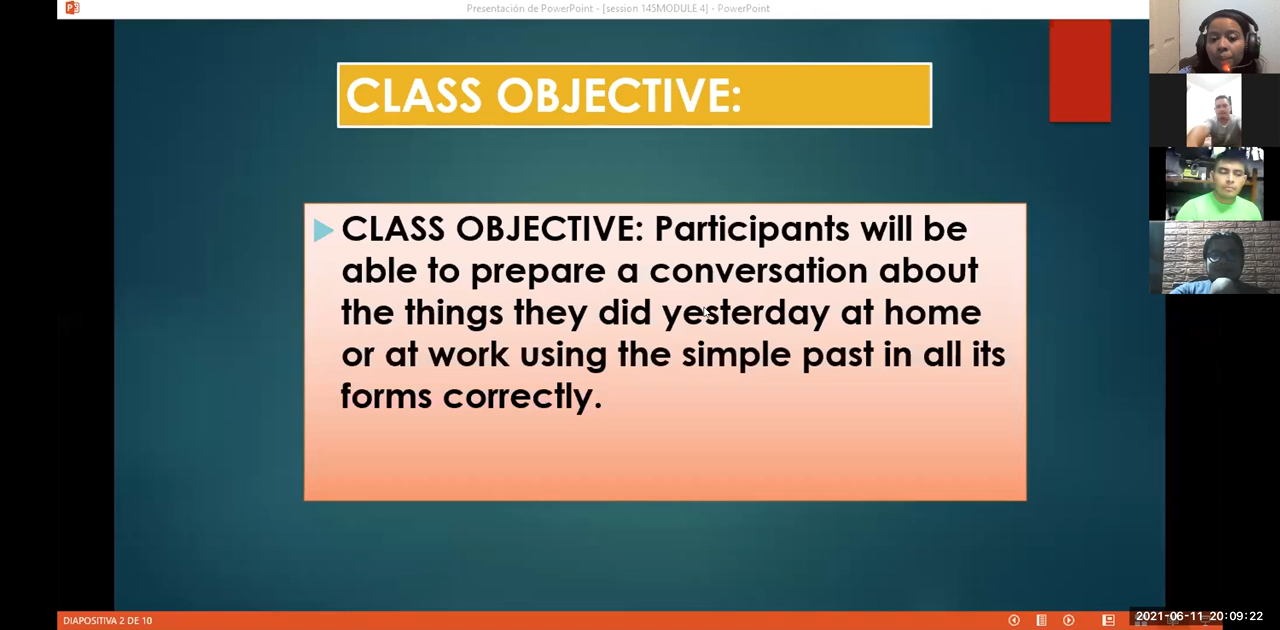 Presentación de PowerPoint - [session 145MODULE 4] - PowerPoint
CLASS OBJECTIVE:
CLASS OBJECTIVE: Participants will be
able to prepare a conversation about
the things they did yesterday at home
or at work using the simple past in all its
forms correctly.
DIAPOSITIVA 2 DE 10
2021-06-11 20:09:22